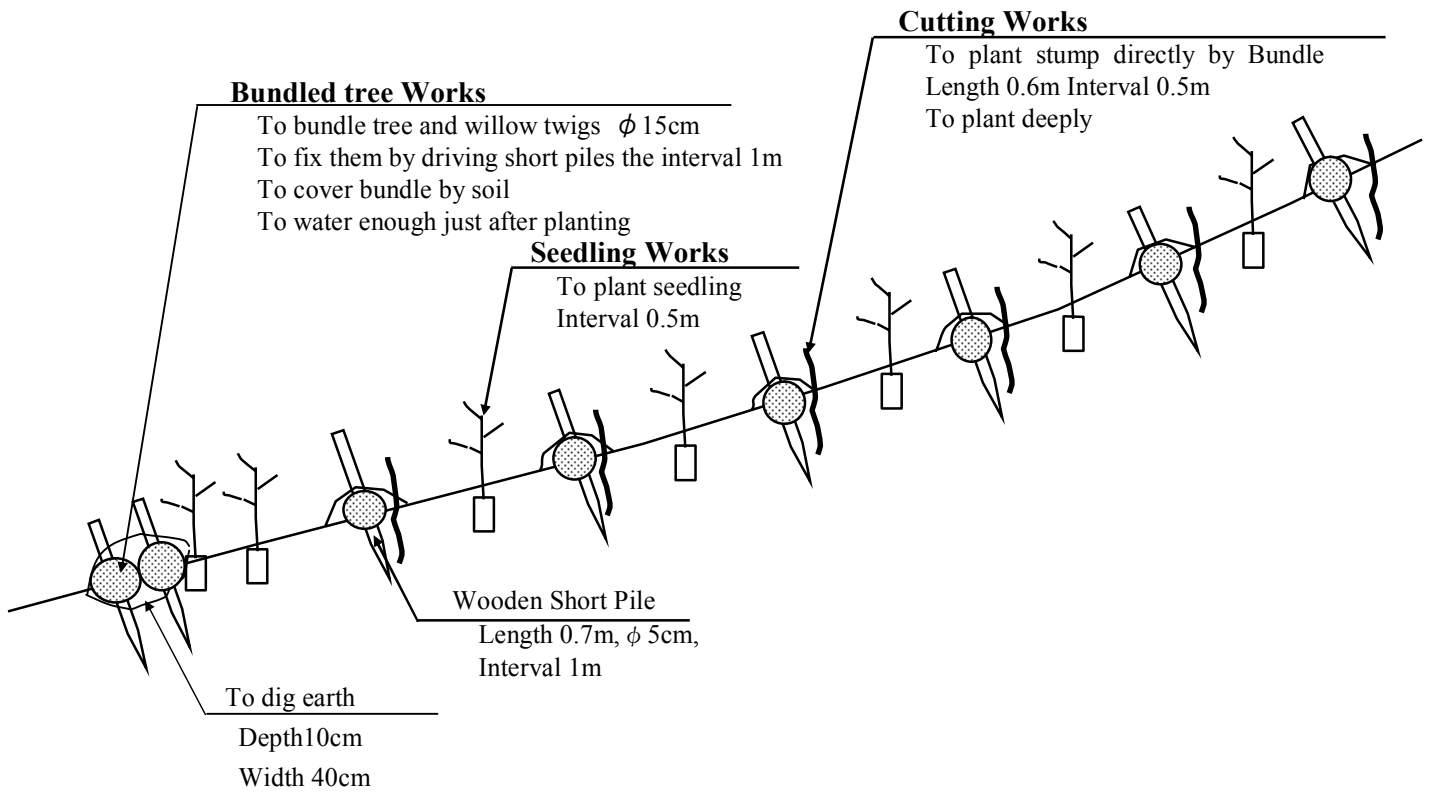 Cutting Works
To plant stump directly by Bundle
Length 0.6m Interval 0.5m
To plant deeply
Bundled tree Works
To bundle tree and willow twigs ϕ 15cm
To fix them by driving short piles the interval 1m
To cover bundle by soil
To water enough just after planting
Seedling Works
To plant seedling
Interval 0.5m
Wooden Short Pile
Length 0.7m, ϕ 5cm,
Interval 1m
To dig earth
Depth10cm
Width 40cm